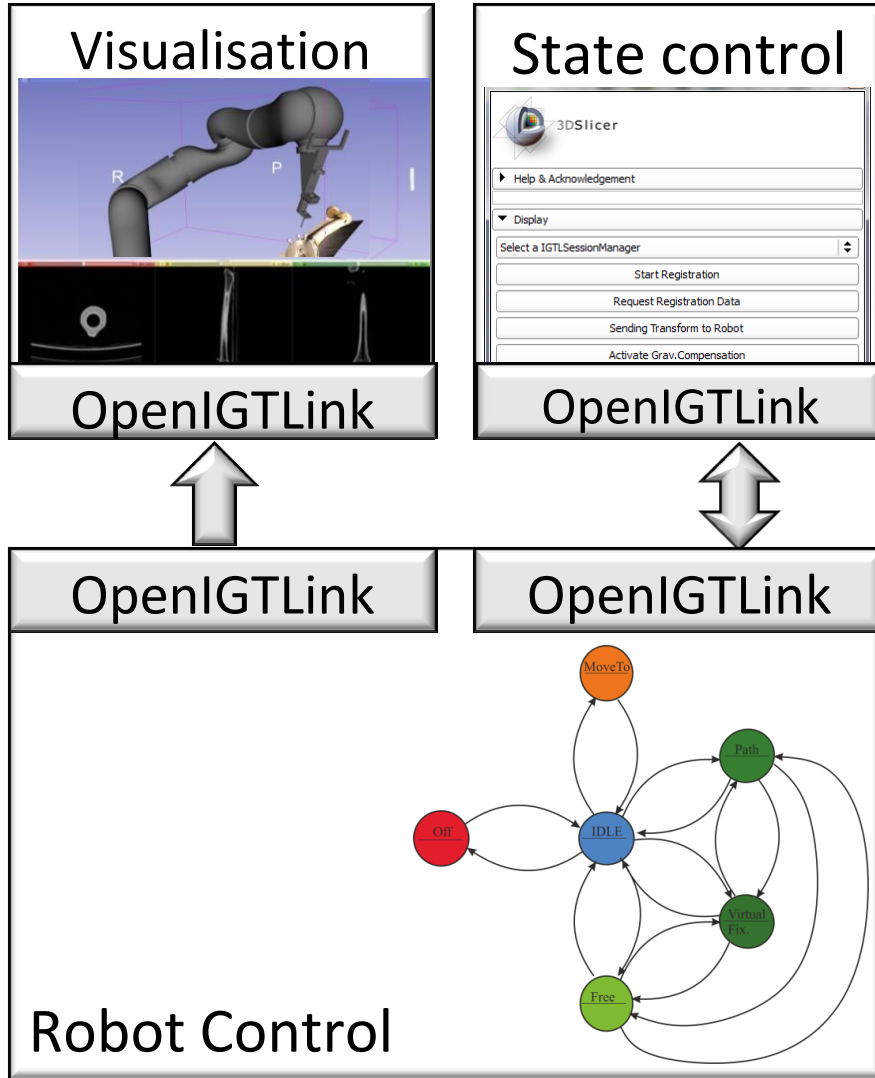 Visualisation
R
P
State control
3DSlicer
Help & Acknowledgement
Display
Select a IGTLSessionManager
Start Registration
Request Registration Data
Sending Transform to Robot
Activate Grav.Compensation
OpenIGTLink
OpenIGTLink
OpenIGTLink
OpenIGTLink
MoveTo
Path
Off
IDLE
Virtual
Fix.
Free
Robot Control